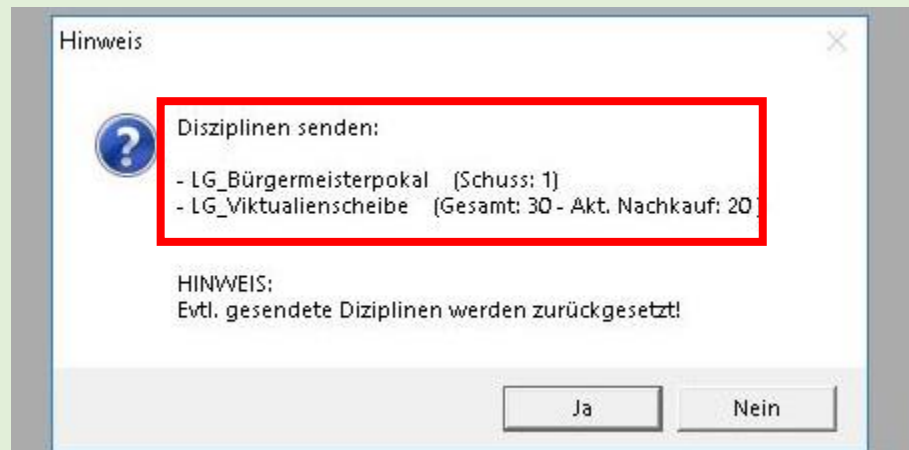 Hinweis
Disziplinen senden:
- LG_Bürgermeisterpokal (Schuss: 1)
- LG_Viktualienscheibe (Gesamt: 30 - Akt. Nachkauf: 20)
HINWEIS:
Evtl. gesendete Diziplinen werden zurückgesetzt!
Ja
Nein